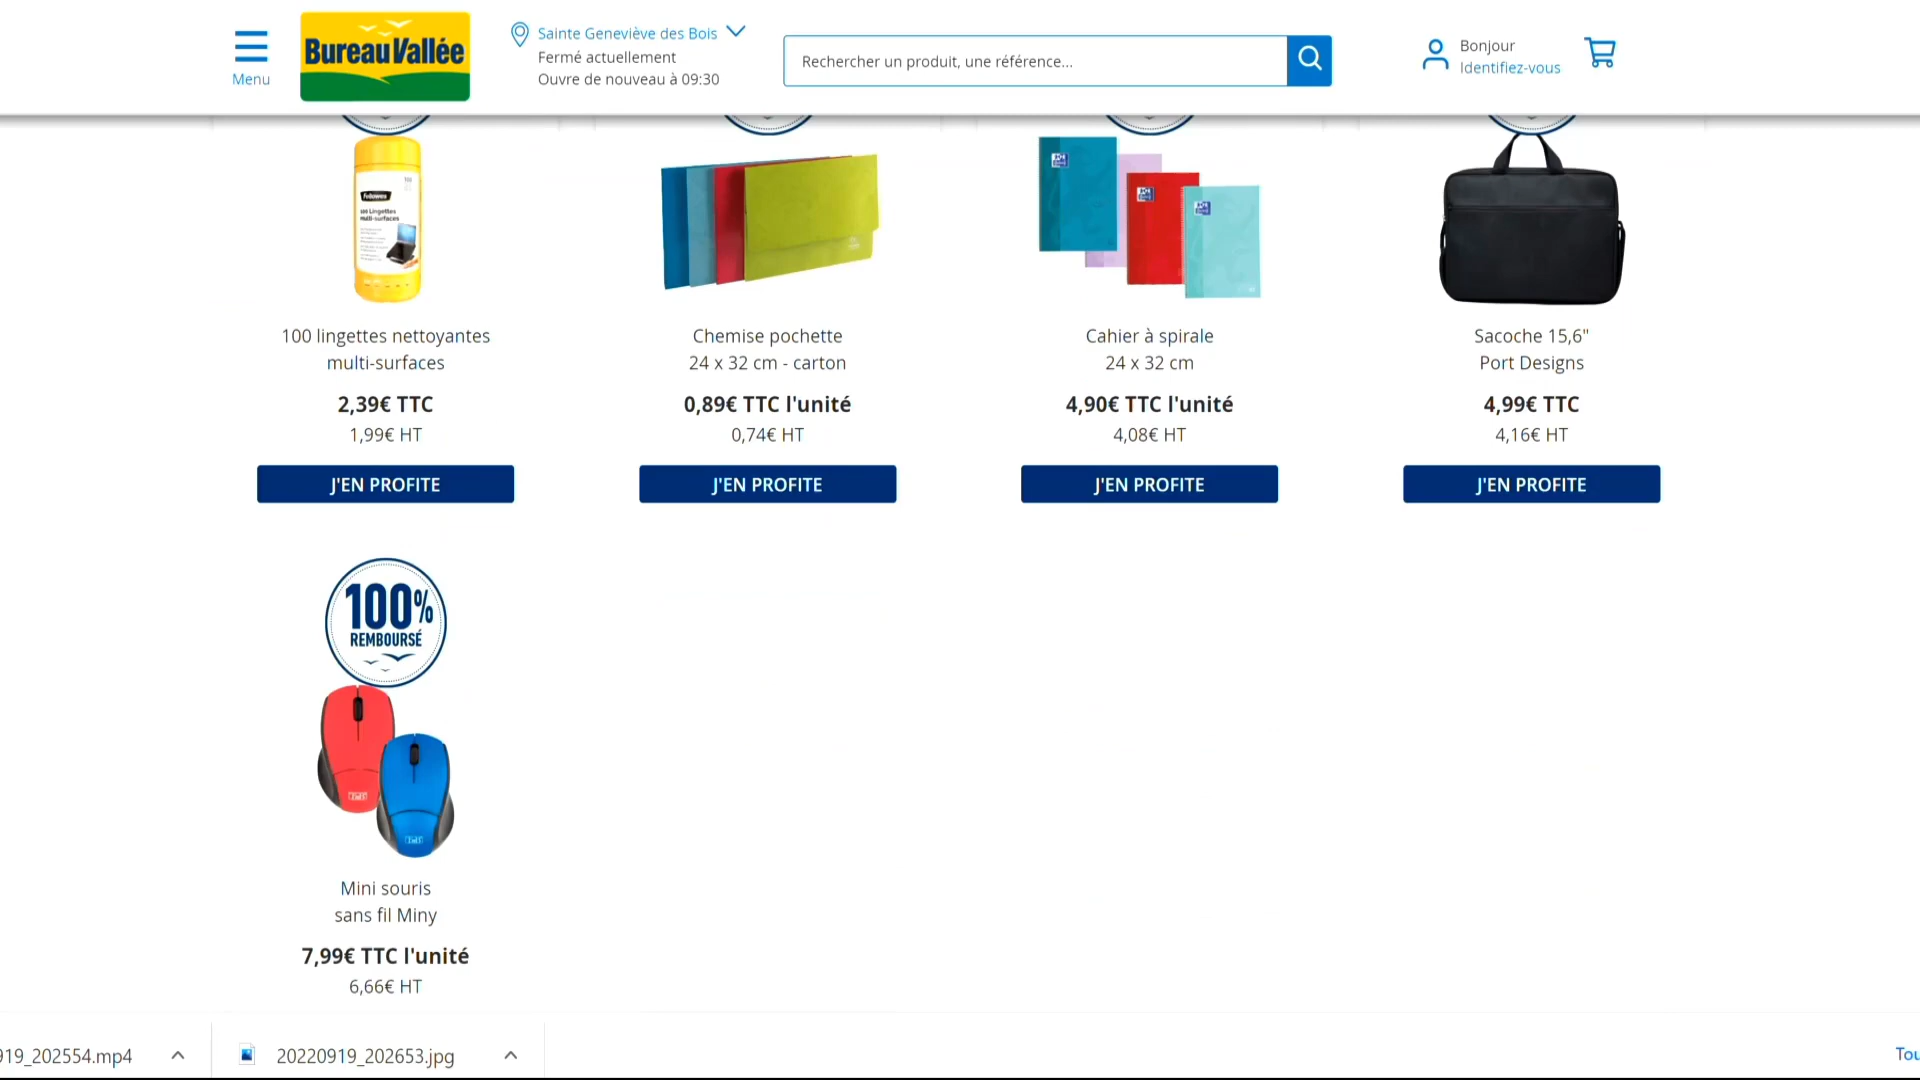 Menu
Bureau Vallée
Sainte Geneviève des Bois
Fermé actuellement
Ouvre de nouveau à 09:30
Rechercher un produit, une référence...
Bonjour
Identifiez-vous
Fellowes
100 Lingettes
multi-surfaces
100 lingettes nettoyantes
multi-surfaces
2,39€ TTC
1,99€ HT
J'EN PROFITE
Chemise pochette
24 x 32 cm - carton
0,89€ TTC l'unité
0,74€ HT
J'EN PROFITE
Cahier à spirale
24 x 32 cm
4,90€ TTC l'unité
4,08€ HT
J'EN PROFITE
Sacoche 15,6"
Port Designs
4,99€ TTC
4,16€ HT
J'EN PROFITE
100%
REMBOURSÉ
Mini souris
sans fil Miny
7,99€ TTC l'unité
6,66€ HT
919_202554.mp4
20220919_202653.jpg
Tou